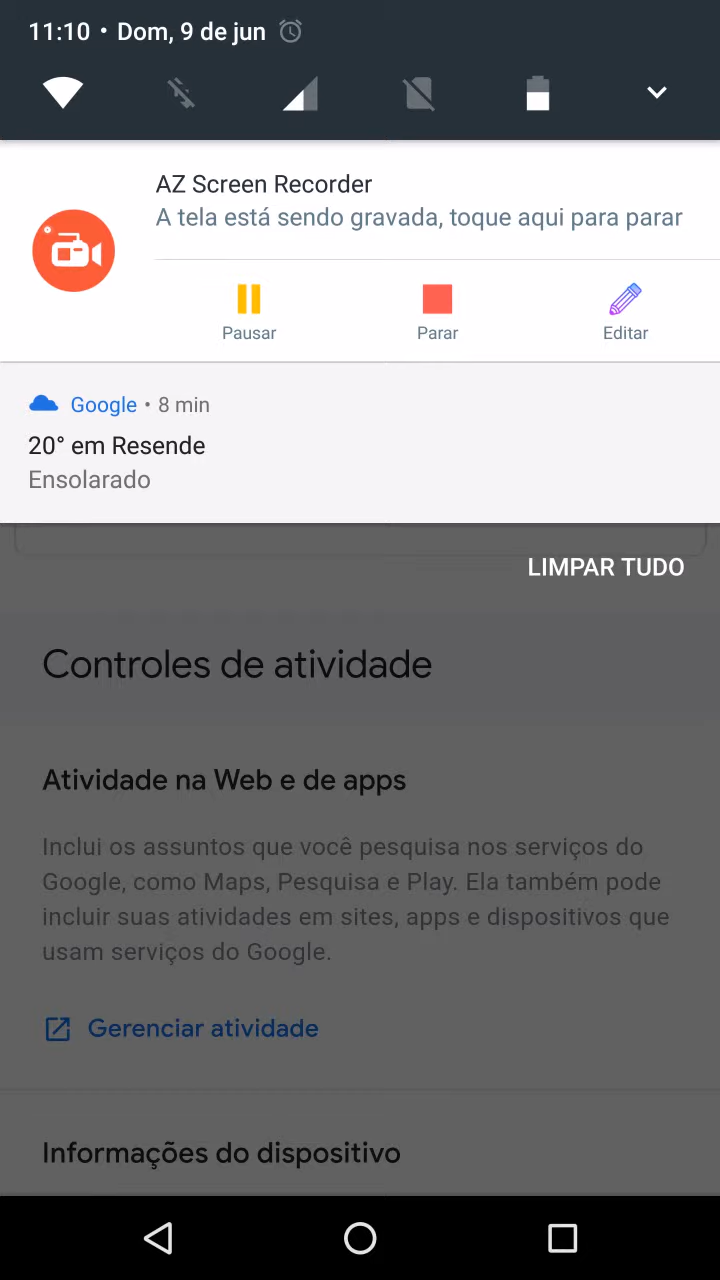 11:10 • Dom, 9 de jun
AZ Screen Recorder
A tela está sendo gravada, toque aqui para parar
Pausar Parar Editar
Google • 8 min
20° em Resende
Ensolarado
LIMPAR TUDO
Controles de atividade
Atividade na Web e de apps
Inclui os assuntos que você pesquisa nos serviços do
Google, como Maps, Pesquisa e Play. Ela também pode
incluir suas atividades em sites, apps e dispositivos que
usam serviços do Google.
Gerenciar atividade
Informações do dispositivo